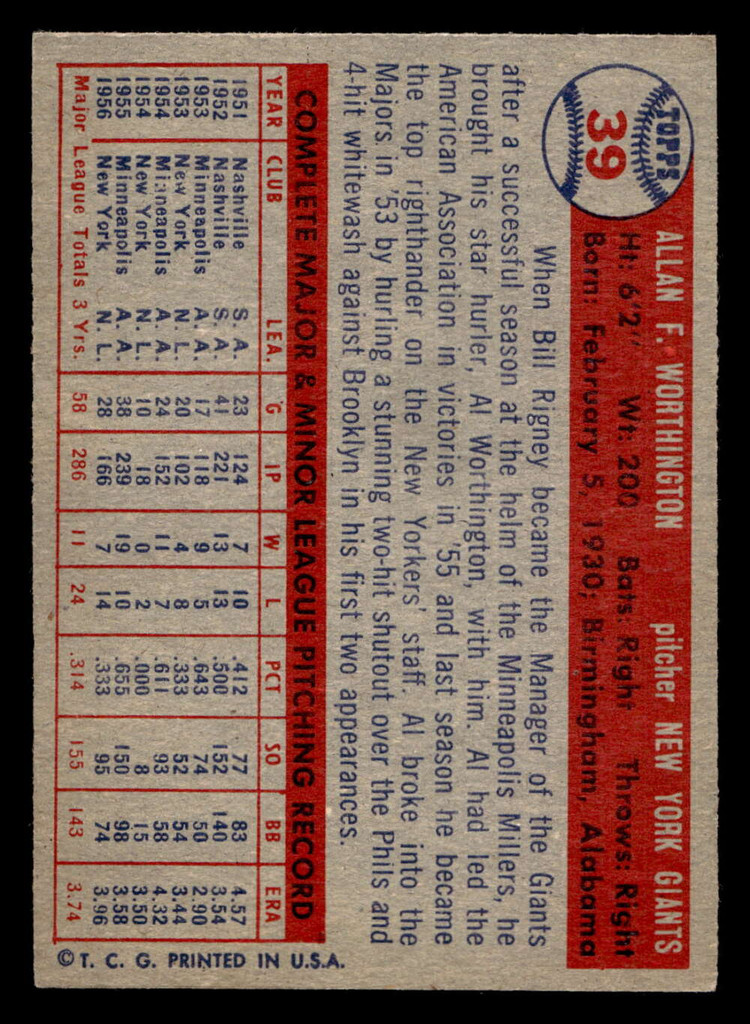 TOPPS
39
ALLAN F. WORTHINGTON pitcher NEW YORK GIANTS
Ht: 6'2" Wt: 200 Bats: Right Throws: Right
Born: February 5, 1930; Birmingham, Alabama
When Bill Rigney became the Manager of the Giants
after a successful season at the helm of the Minneapolis Millers, he
brought his star hurler, Al Worthington, with him. Al had led the
American Association in victories in '55 and last season he became
the top righthander on the New Yorkers' staff. Al broke into the
Majors in '53 by hurling a stunning two-hit shutout over the Phils and
4-hit whitewash against Brooklyn in his first two appearances.
COMPLETE MAJOR & MINOR LEAGUE PITCHING RECORD
YEAR CLUB LEA. G IP W L PCT SO BB ERA
1951 Nashville S. A. 23 124 7 10 .412 77 83 4.57
1952 Nashville S. A. 41 221 13 13 .500 152 140 3.54
1953 Minneapolis A. A. 17 118 9 5 .643 74 50 2.90
1953 New York N. L. 20 102 4 8 .333 52 54 3.44
1954 Minneapolis A. A. 24 152 11 7 .611 93 58 4.32
1954 New York N. L. 10 18 0 2 .000 8 15 3.50
1955 Minneapolis A. A. 38 239 19 10 .655 150 98 3.58
1956 New York N. L. 28 166 7 14 .333 95 74 3.96
Major League Totals 3 Yrs. 58 286 11 24 .314 155 143 3.74
© T. C. G. PRINTED IN U.S.A.